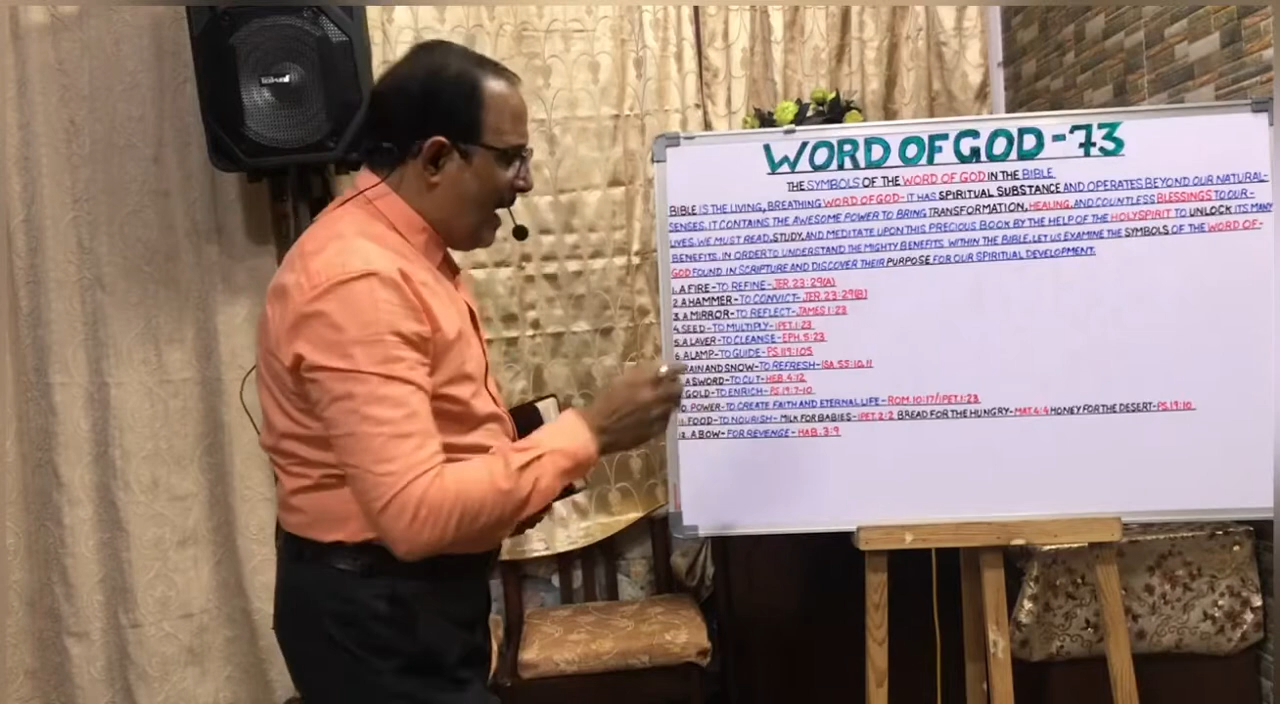 WORD OF GOD - 73
THE SYMBOLS OF THE WORD OF GOD IN THE BIBLE
BIBLE IS THE LIVING, BREATHING WORD OF GOD - IT HAS SPIRITUAL SUBSTANCE AND OPERATES BEYOND OUR NATURAL-
SENSES. IT CONTAINS THE AWESOME POWER TO BRING TRANSFORMATION, HEALING, AND COUNTLESS BLESSINGS TO OUR-
LIVES. WE MUST READ, STUDY, AND MEDITATE UPON THIS PRECIOUS BOOK BY THE HELP OF THE HOLYSPIRIT TO UNLOCK ITS MANY
BENEFITS. IN ORDER TO UNDERSTAND THE MIGHTY BENEFITS WITHIN THE BIBLE, LET US EXAMINE THE SYMBOLS OF THE WORD OF-
GOD FOUND IN SCRIPTURE AND DISCOVER THEIR PURPOSE FOR OUR SPIRITUAL DEVELOPMENT.
1. A FIRE - TO REFINE - JER. 23:29(A)
2. A HAMMER - TO CONVICT - JER. 23:29(B)
3. A MIRROR - TO REFLECT - JAMES 1:23
4. SEED - TO MULTIPLY - IPET. 1:23
5. A LAVER - TO CLEANSE - EPH. 5:23
6. A LAMP - TO GUIDE - PS. 119:105
RAIN AND SNOW - TO REFRESH - ISA. 55:10,11
A SWORD - TO CUT - HEB. 4:12
GOLD - TO ENRICH - PS. 19:7-10
0. POWER - TO CREATE FAITH AND ETERNAL LIFE - ROM. 10:17/IPET. 1:23
11. FOOD - TO NOURISH - MILK FOR BABIES - IPET. 2:2 BREAD FOR THE HUNGRY - MAT. 4:4 HONEY FOR THE DESERT - PS. 19:10
12. A BOW - FOR REVENGE - HAB. 3:9